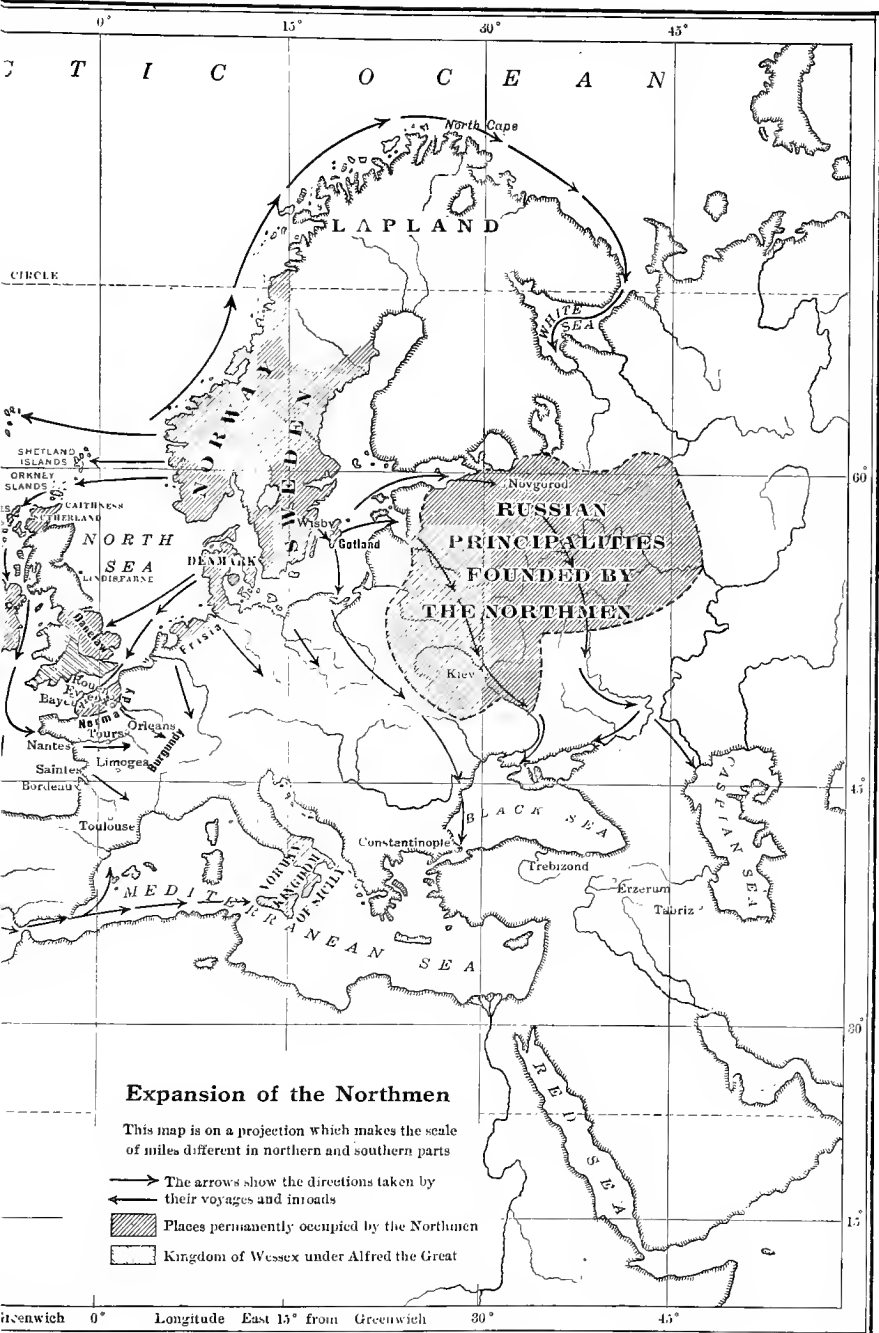 0° 15° 30° 45°
C T I C O C E A N
North Cape
LAPLAND
CIRCLE
WHITE
SEA
NORWAY
SWEDEN
SHETLAND
ISLANDS
ORKNEY
SLANDS
60°
Novgorod
CAITHNESS
UTHERLAND
RUSSIAN
Wisby
Gotland
NORTH
SEA
PRINCIPALITIES
DENMARK
LINDISFARNE
FOUNDED BY
THE NORTHMEN
Danelaw
Frisia
Kiev
Rou
Ev
Baye
Normandy
Orleans
Tours
Burgundy
Nantes
Limoges
Saintes
Bordeau
45°
CASPIAN SEA
BLACK SEA
Toulouse
Constantinople
Trebizond
NORMAN
KINGDOM
OF SICILY
Erzerum
Tabriz
MEDITERRANEAN SEA
30°
RED SEA
Expansion of the Northmen
This map is on a projection which makes the scale
of miles different in northern and southern parts
The arrows show the directions taken by
their voyages and inroads
Places permanently occupied by the Northmen
Kingdom of Wessex under Alfred the Great
15°
Greenwich 0° Longitude East 15° from Greenwich 30° 45°